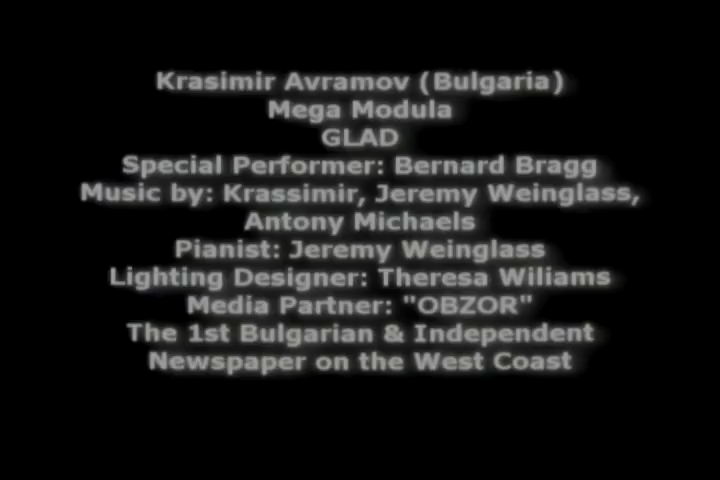 Krasimir Avramov (Bulgaria)
Mega Modula
GLAD
Special Performer: Bernard Bragg
Music by: Krassimir, Jeremy Weinglass,
Antony Michaels
Pianist: Jeremy Weinglass
Lighting Designer: Theresa Wiliams
Media Partner: "OBZOR"
The 1st Bulgarian & Independent
Newspaper on the West Coast